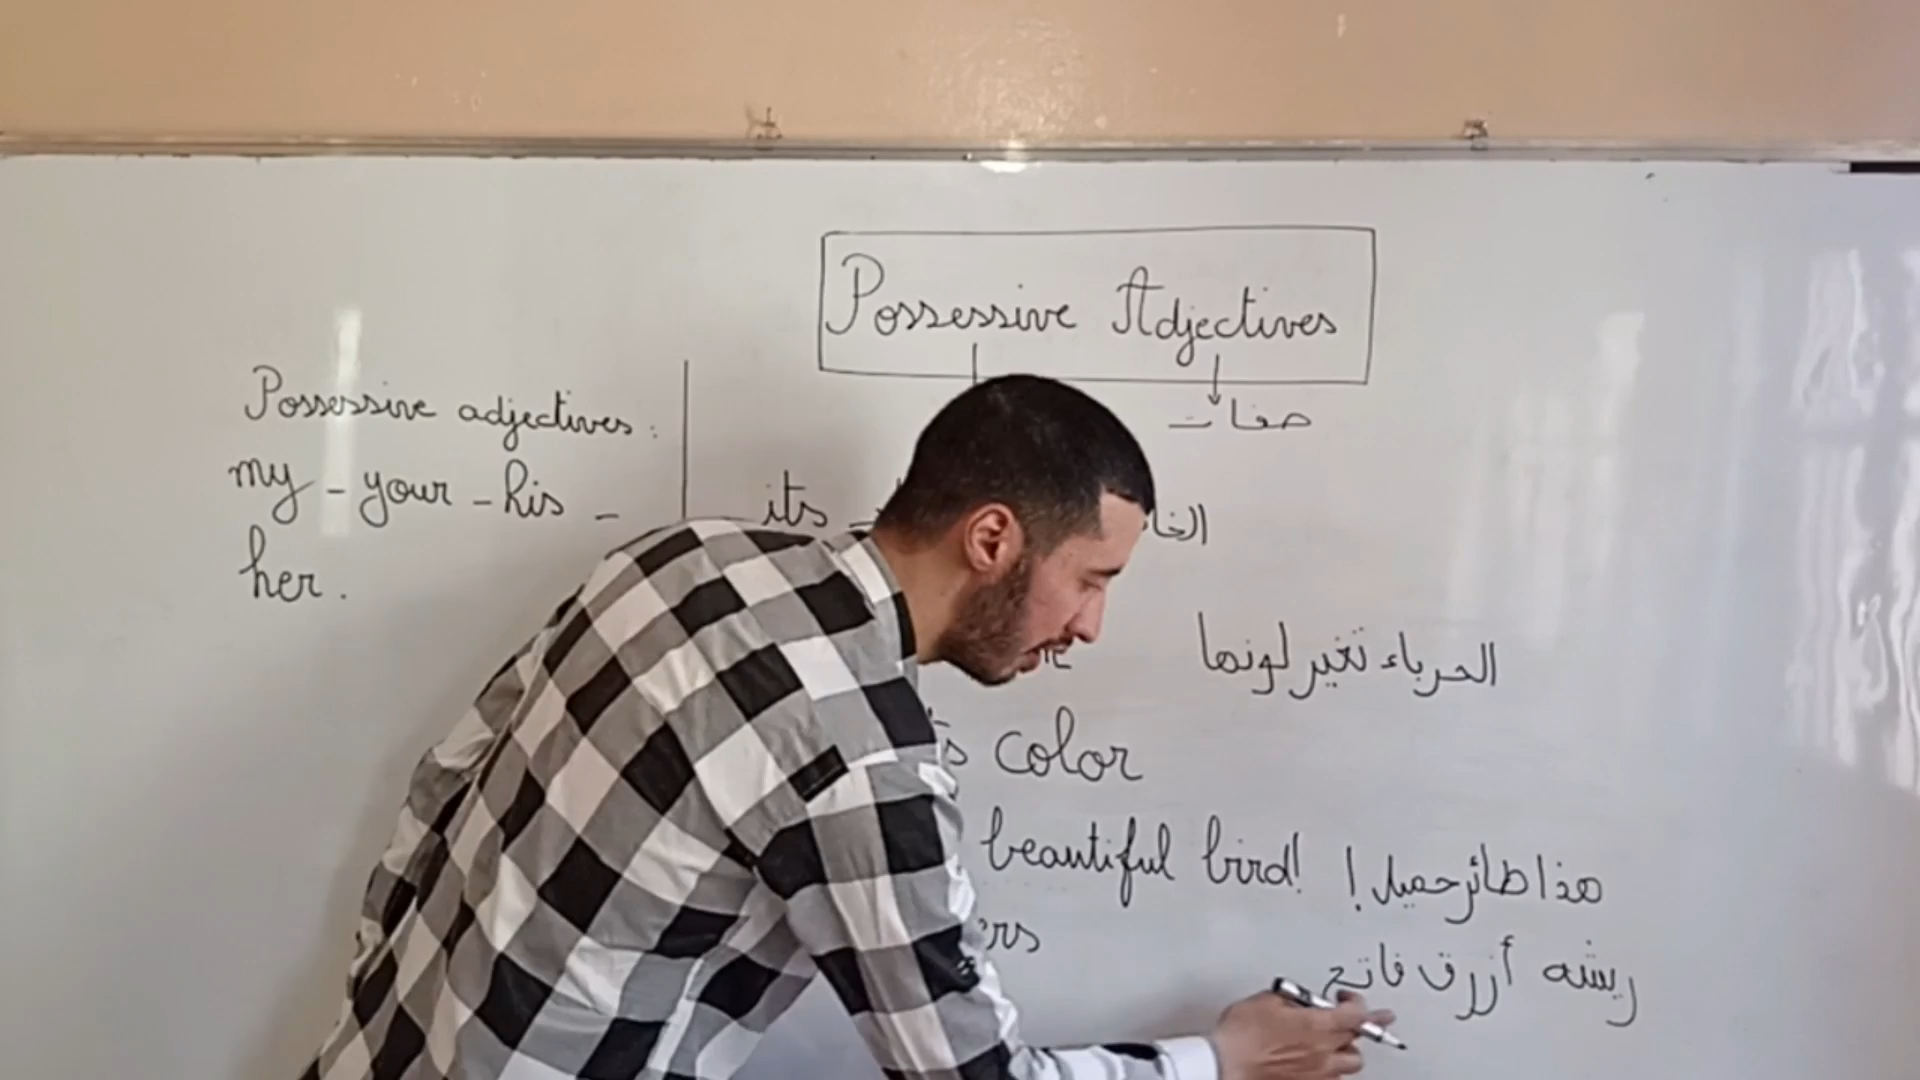 Possessive Adjectives
صفات
Possessive adjectives:
my - your - his -
her.
its
الحرباء تغير لونها
color
beautiful bird!
هذا طائر جميل!
ريشه أزرق فاتح